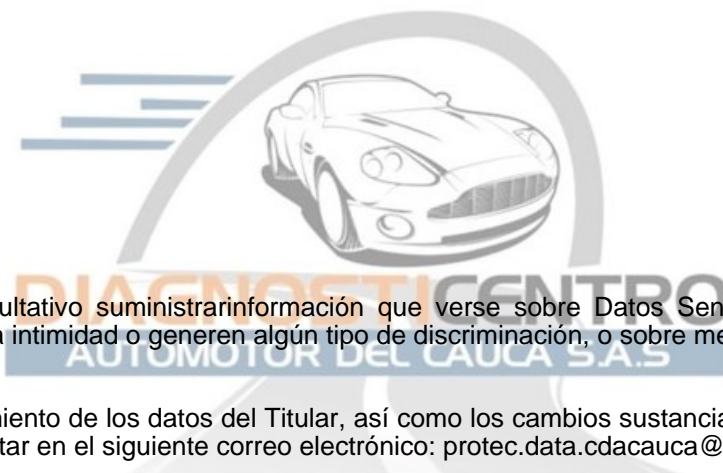 DIAGNOSTICENTRO
ultativo suministrarinformación que verse sobre Datos Sen
a intimidad o generen algún tipo de discriminación, o sobre me
AUTOMOTOR DEL CAUCA S.A.S
miento de los datos del Titular, así como los cambios sustancia
tar en el siguiente correo electrónico: protec.data.cdacauca@